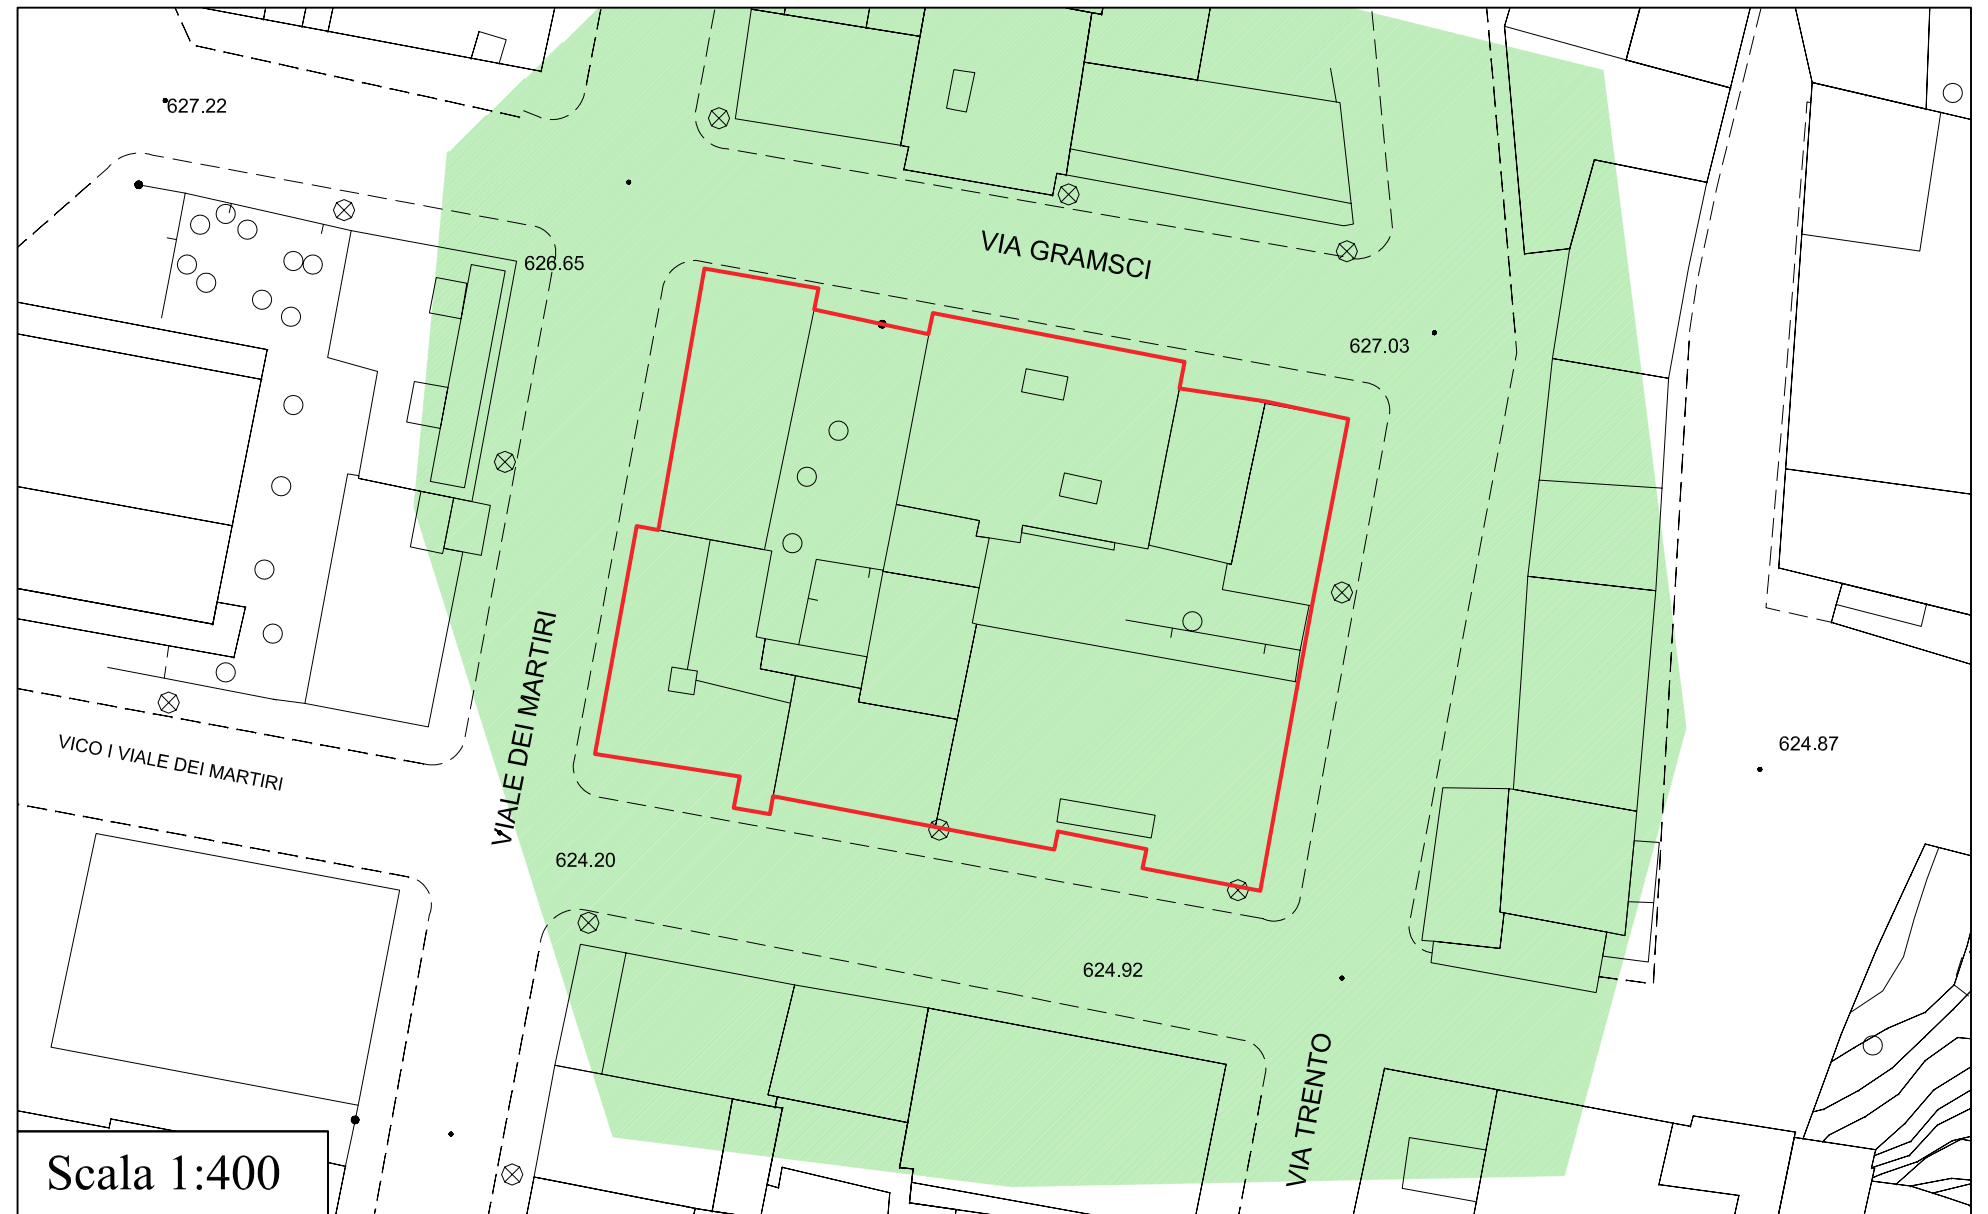 627.22
626.65
VIA GRAMSCI
627.03
VIALE DEI MARTIRI
VICO I VIALE DEI MARTIRI
624.87
624.20
624.92
VIA TRENTO
Scala 1:400